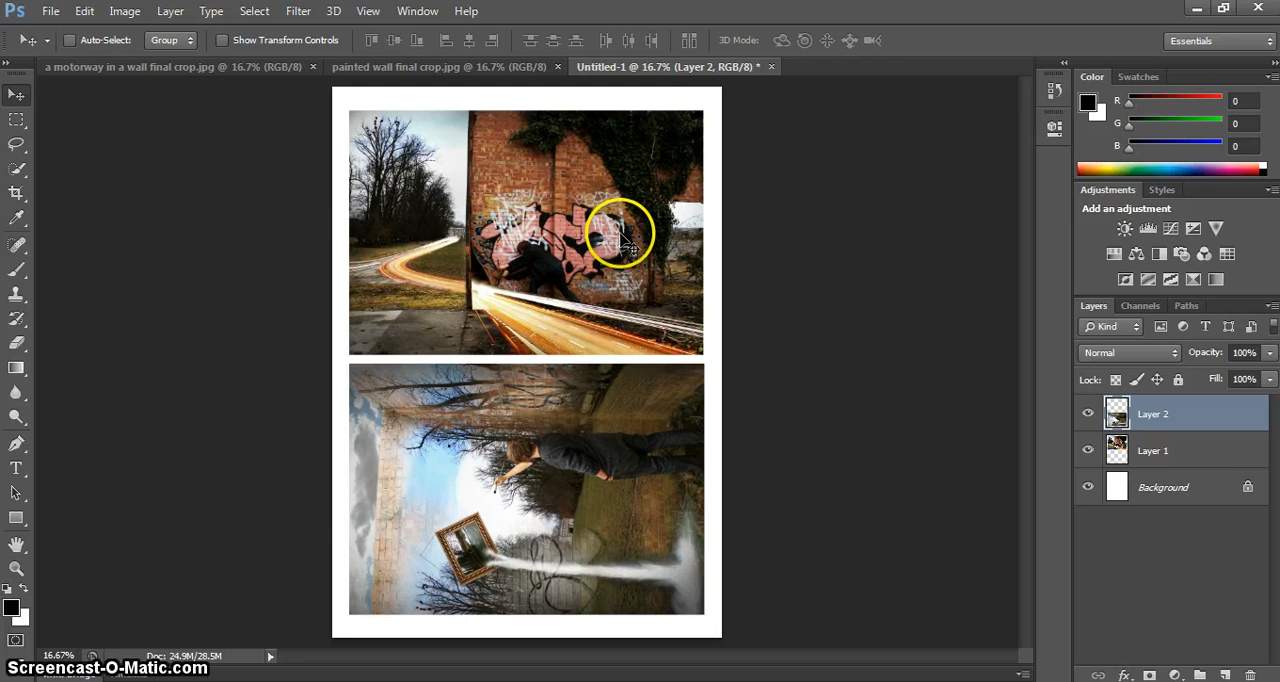 Ps File Edit Image Layer Type Select Filter 3D View Window Help
Auto-Select: Group Show Transform Controls 3D Mode: Essentials
a motorway in a wall final crop.jpg @ 16.7% (RGB/8) × painted wall final crop.jpg @ 16.7% (RGB/8) × Untitled-1 @ 16.7% (Layer 2, RGB/8) * ×
Color Swatches
R 0
G 0
B 0
Adjustments Styles
Add an adjustment
Layers Channels Paths
Kind
Normal Opacity: 100%
Lock: Fill: 100%
Layer 2
Layer 1
Background
16.67% Doc: 24.9M/28.5M
Screencast-O-Matic.com